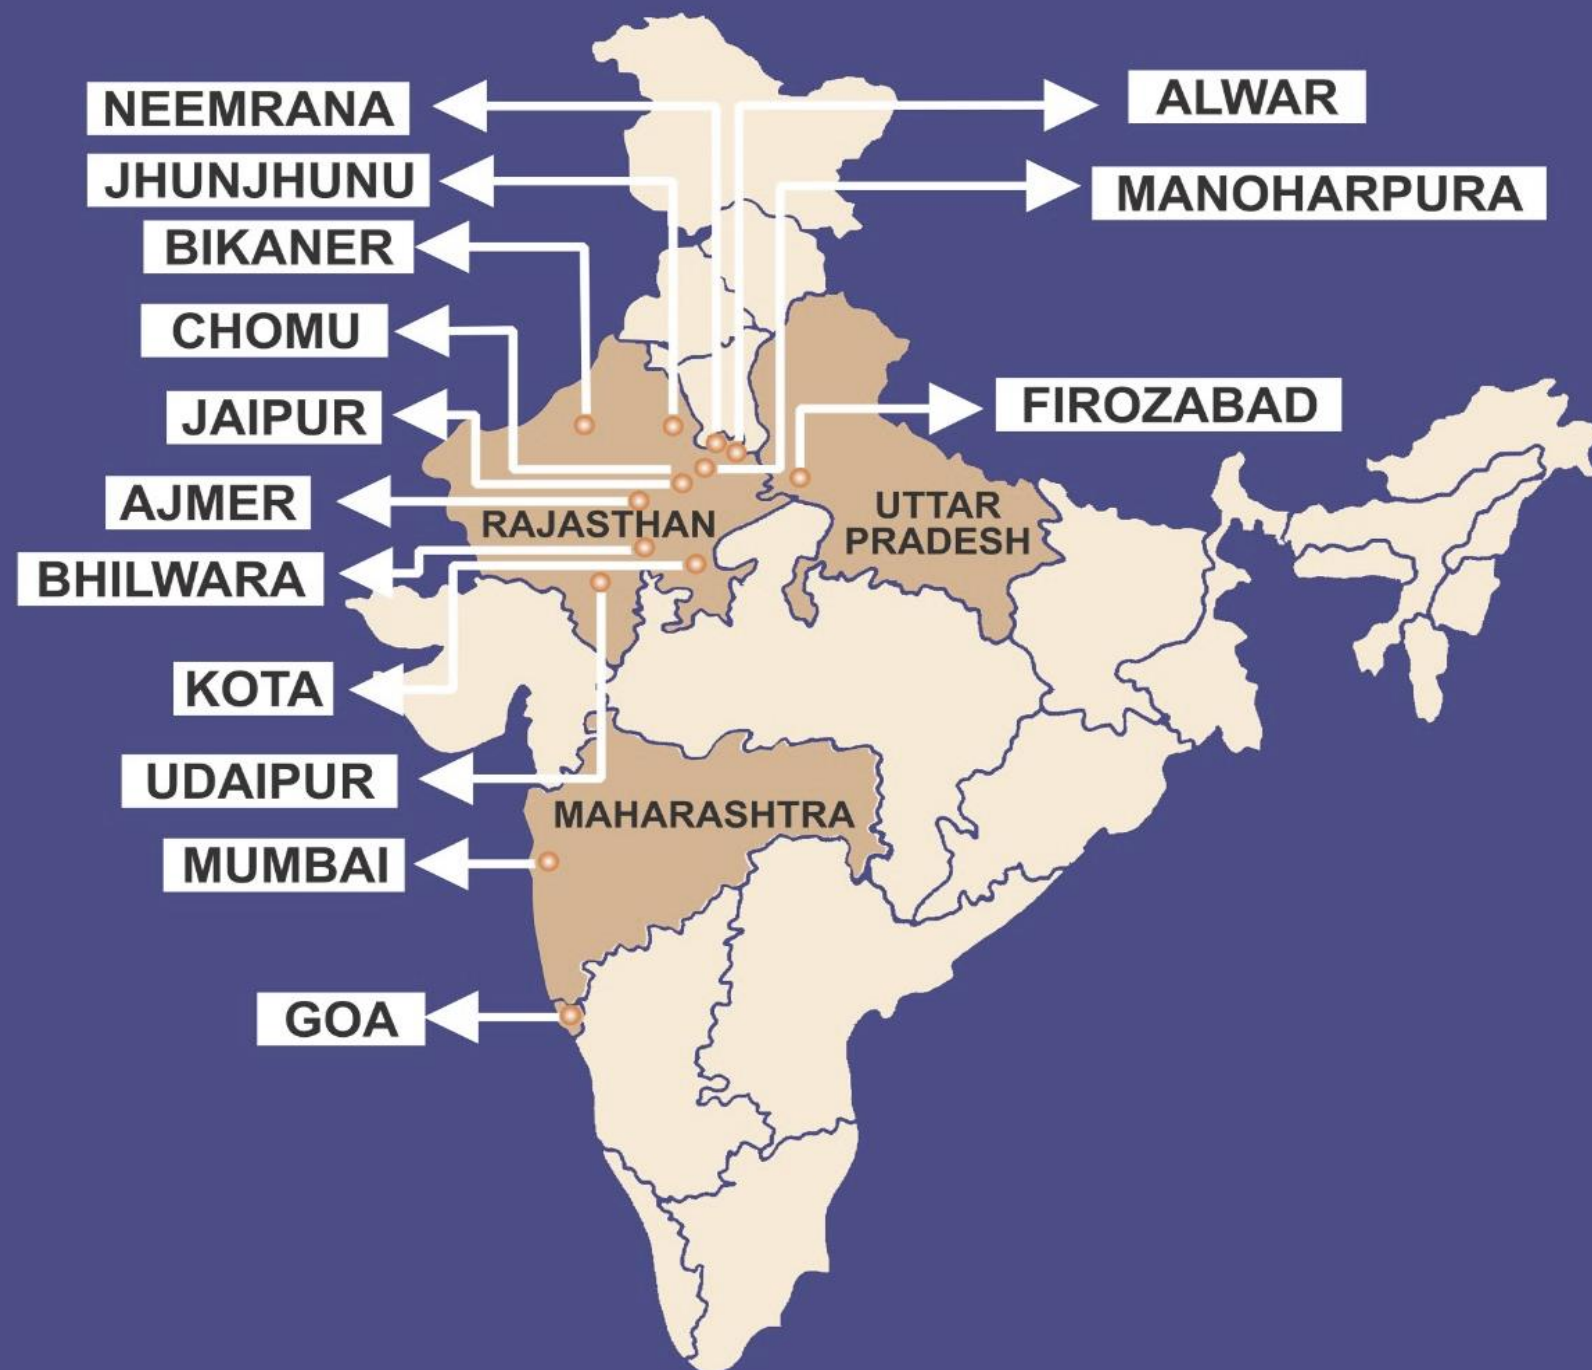 NEEMRANA
JHUNJHUNU
BIKANER
CHOMU
JAIPUR
AJMER
BHILWARA
KOTA
UDAIPUR
MUMBAI
GOA
ALWAR
MANOHARPURA
FIROZABAD
RAJASTHAN
UTTAR
PRADESH
MAHARASHTRA